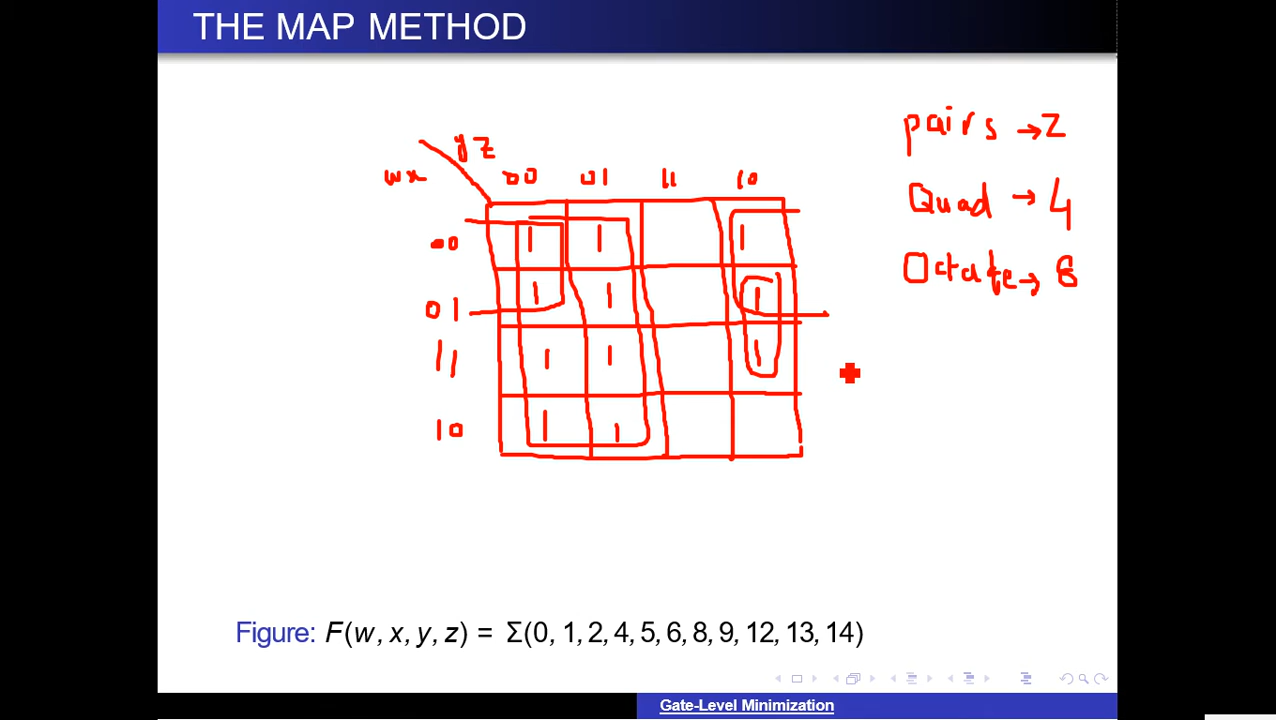 THE MAP METHOD
pairs → 2
yz
wx 00 01 11 10
Quad → 4
00 1 1 1
Octate → 8
01 1 1 1
11 1 1 1
10 1 1
Figure: F(w, x, y, z) = Σ(0, 1, 2, 4, 5, 6, 8, 9, 12, 13, 14)
Gate-Level Minimization